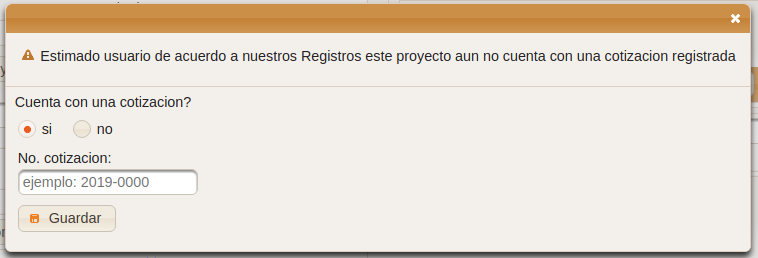 Estimado usuario de acuerdo a nuestros Registros este proyecto aun no cuenta con una cotizacion registrada
Cuenta con una cotizacion?
si no
No. cotizacion:
ejemplo: 2019-0000
Guardar